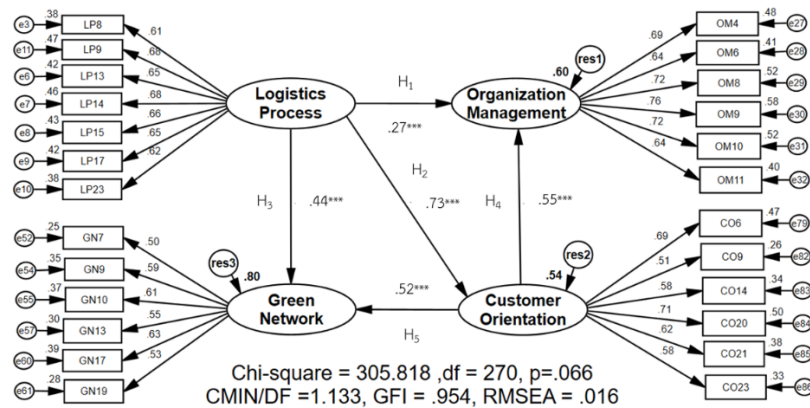 .38
e3
LP8
.61
.47
e11
LP9
.68
.42
e6
LP13
.65
.46
e7
LP14
.68
.43
e8
LP15
.66
.42
e9
LP17
.65
.38
e10
LP23
.62
Logistics
Process
H1
.27***
H2
.73***
H3
.44***
H4
.55***
.52***
H5
Organization
Management
.60
res1
.69
OM4
.48
e27
.64
OM6
.41
e28
.72
OM8
.52
e29
.76
OM9
.58
e30
.72
OM10
.52
e31
.64
OM11
.40
e32
.25
e52
GN7
.50
.35
e54
GN9
.59
.37
e55
GN10
.61
.30
e57
GN13
.55
.39
e60
GN17
.63
.28
e61
GN19
.53
res3
.80
Green
Network
res2
.54
Customer
Orientation
.69
CO6
.47
e79
.51
CO9
.26
e82
.58
CO14
.34
e83
.71
CO20
.50
e84
.62
CO21
.38
e85
.58
CO23
.33
e86
Chi-square = 305.818 ,df = 270, p=.066
CMIN/DF =1.133, GFI = .954, RMSEA = .016